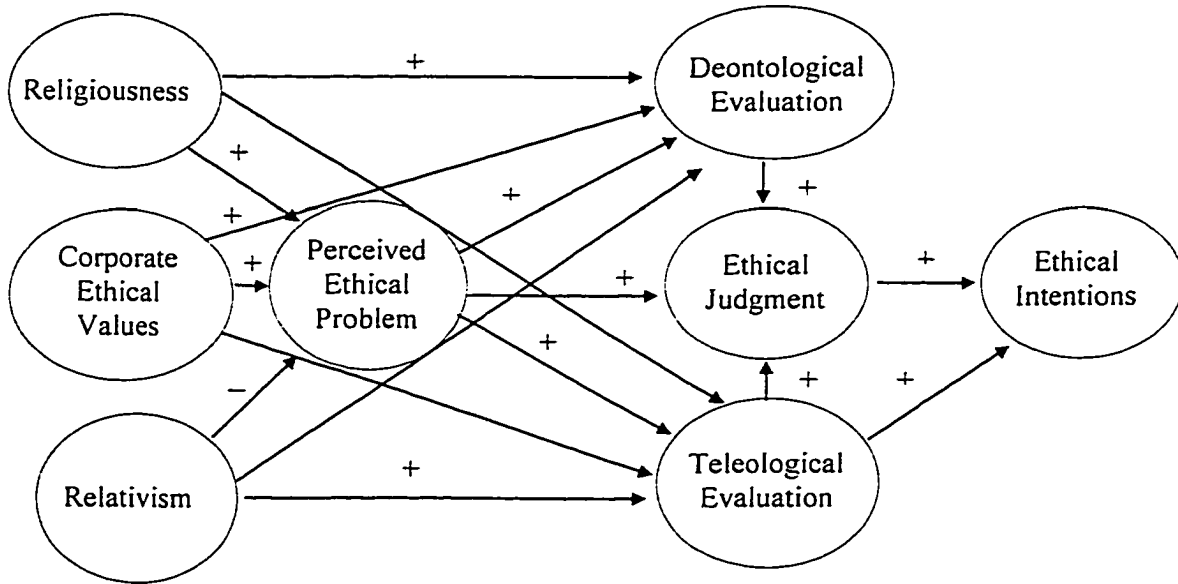 Religiousness
+
Deontological
Evaluation
+
+
+
+
Corporate
Ethical
Values
+
Perceived
Ethical
Problem
+
Ethical
Judgment
+
Ethical
Intentions
+
−
+
+
Relativism
+
Teleological
Evaluation